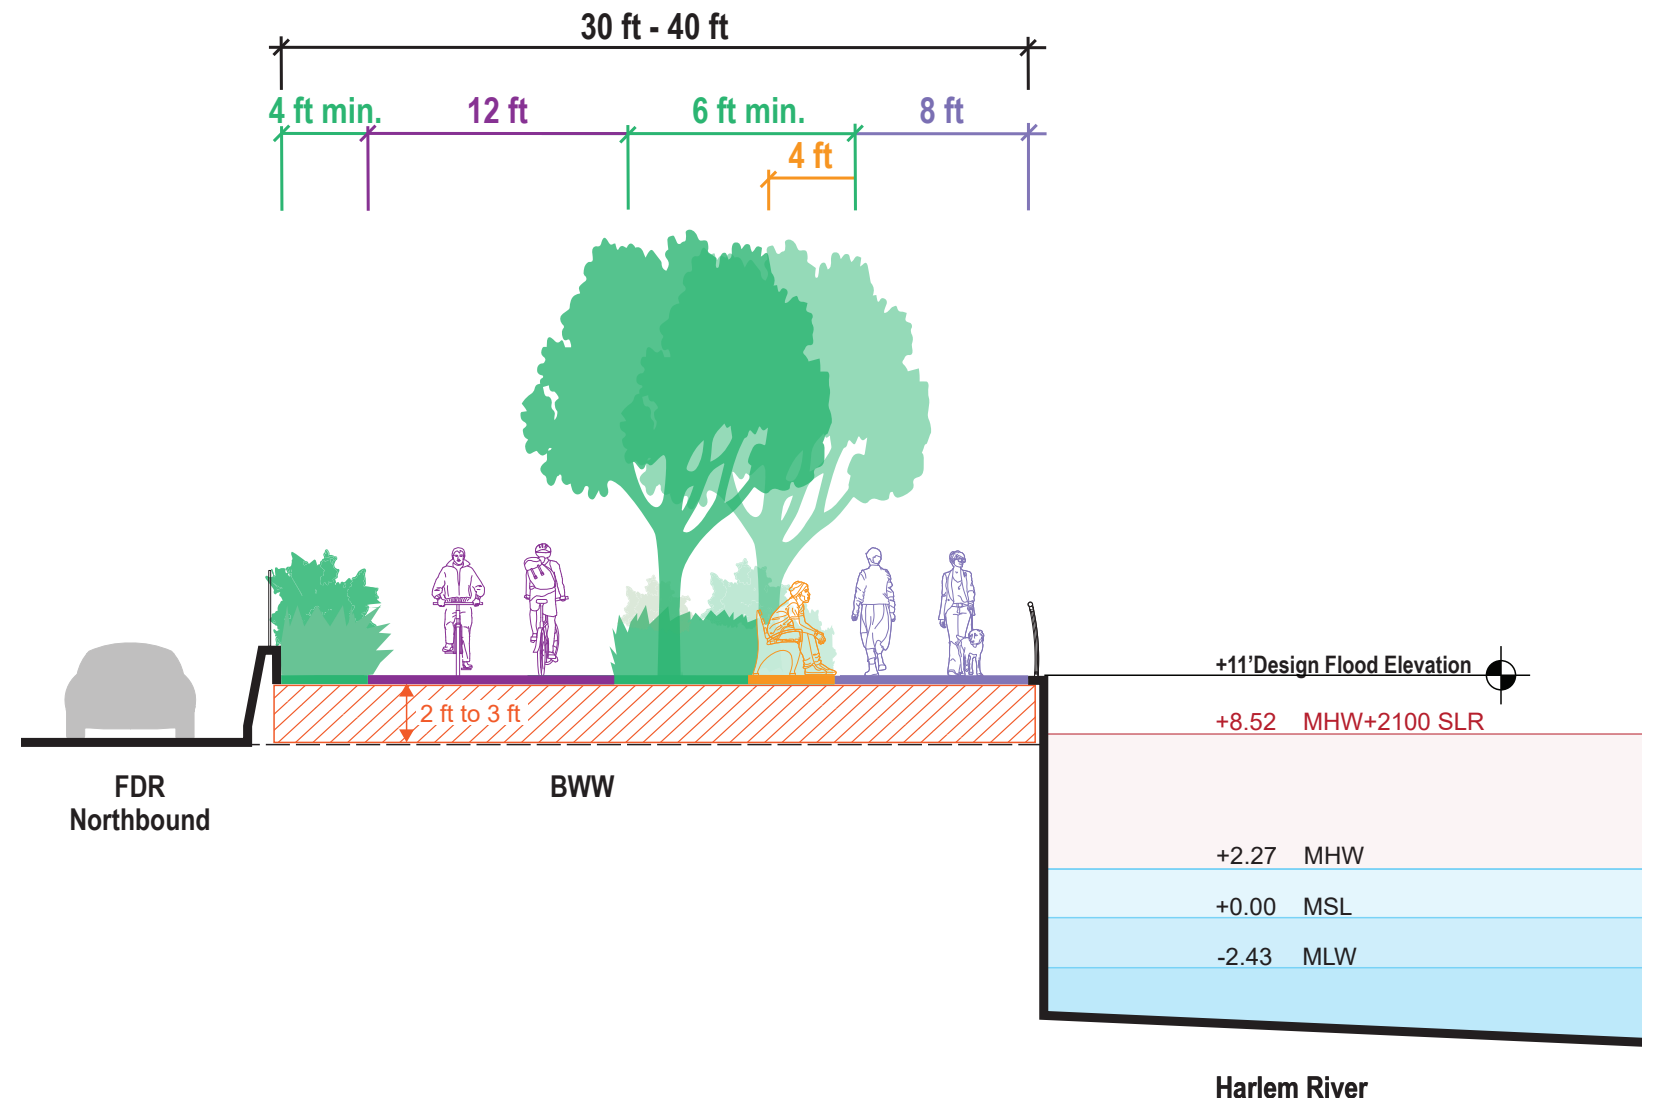 30 ft - 40 ft
4 ft min.
12 ft
6 ft min.
8 ft
4 ft
+11'Design Flood Elevation
2 ft to 3 ft
+8.52 MHW+2100 SLR
FDR
Northbound
BWW
+2.27 MHW
+0.00 MSL
-2.43 MLW
Harlem River